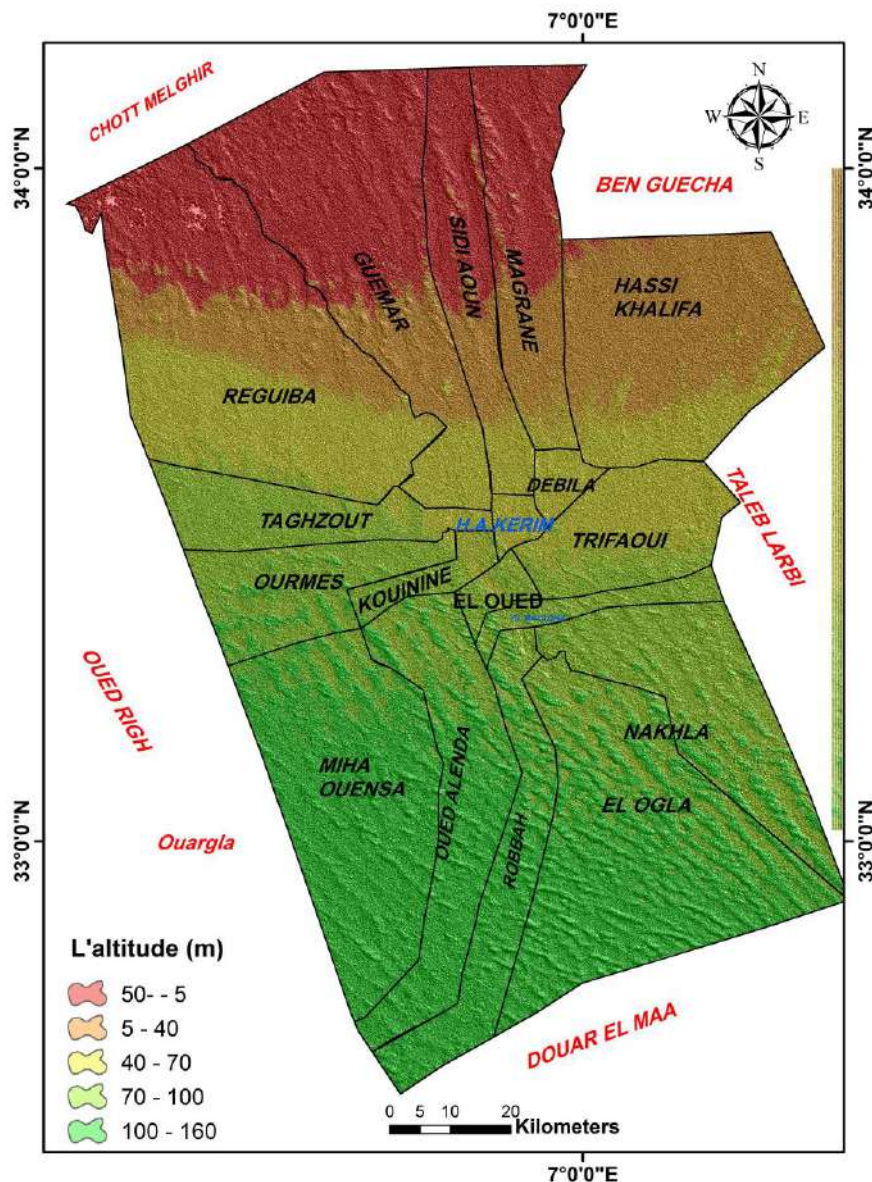 7°0'0"E
CHOTT MELGHIR
N
W
E
S
34°0'0"N
34°0'0"N
BEN GUECHA
SIDI AOUN
GUEMAR
MAGRANE
HASSI
KHALIFA
REGUIBA
DEBILA
TALEB LARBI
TAGHZOUT
H.A.KERIM
TRIFAOUI
OURMES
KOUININE
EL OUED
OUED RIGH
NAKHLA
MIHA
OUENSA
OUED ALENDA
EL OGLA
ROBBAH
33°0'0"N
33°0'0"N
Ouargla
L'altitude (m)
50- - 5
5 - 40
40 - 70
70 - 100
100 - 160
DOUAR EL MAA
0 5 10 20
Kilometers
7°0'0"E